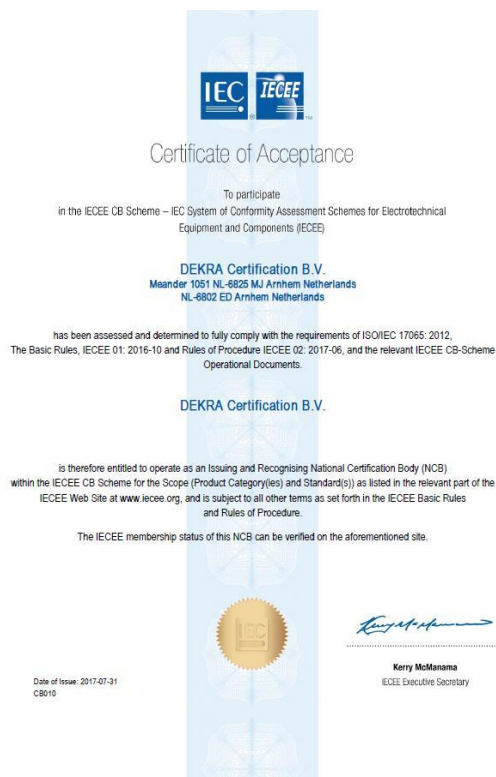 IEC IECEE
® ™
Certificate of Acceptance
To participate
in the IECEE CB Scheme – IEC System of Conformity Assessment Schemes for Electrotechnical
Equipment and Components (IECEE)
DEKRA Certification B.V.
Meander 1051 NL-6825 MJ Arnhem Netherlands
NL-6802 ED Arnhem Netherlands
has been assessed and determined to fully comply with the requirements of ISO/IEC 17065: 2012,
The Basic Rules, IECEE 01: 2016-10 and Rules of Procedure IECEE 02: 2017-06, and the relevant IECEE CB-Scheme
Operational Documents.
DEKRA Certification B.V.
is therefore entitled to operate as an Issuing and Recognising National Certification Body (NCB)
within the IECEE CB Scheme for the Scope (Product Category(ies) and Standard(s)) as listed in the relevant part of the
IECEE Web Site at www.iecee.org, and is subject to all other terms as set forth in the IECEE Basic Rules
and Rules of Procedure.
The IECEE membership status of this NCB can be verified on the aforementioned site.
IEC
Kerry McManama
Kerry McManama
IECEE Executive Secretary
Date of Issue: 2017-07-31
CB010